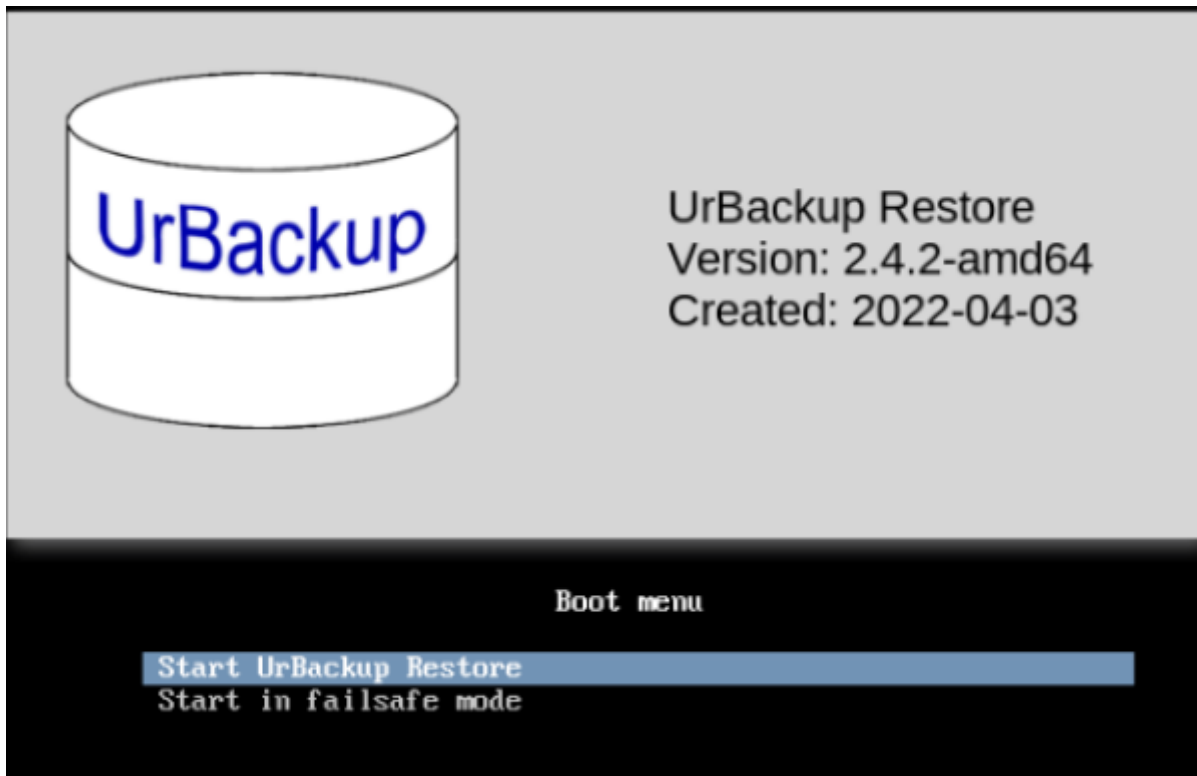 UrBackup
UrBackup Restore
Version: 2.4.2-amd64
Created: 2022-04-03
Boot menu
Start UrBackup Restore
Start in failsafe mode